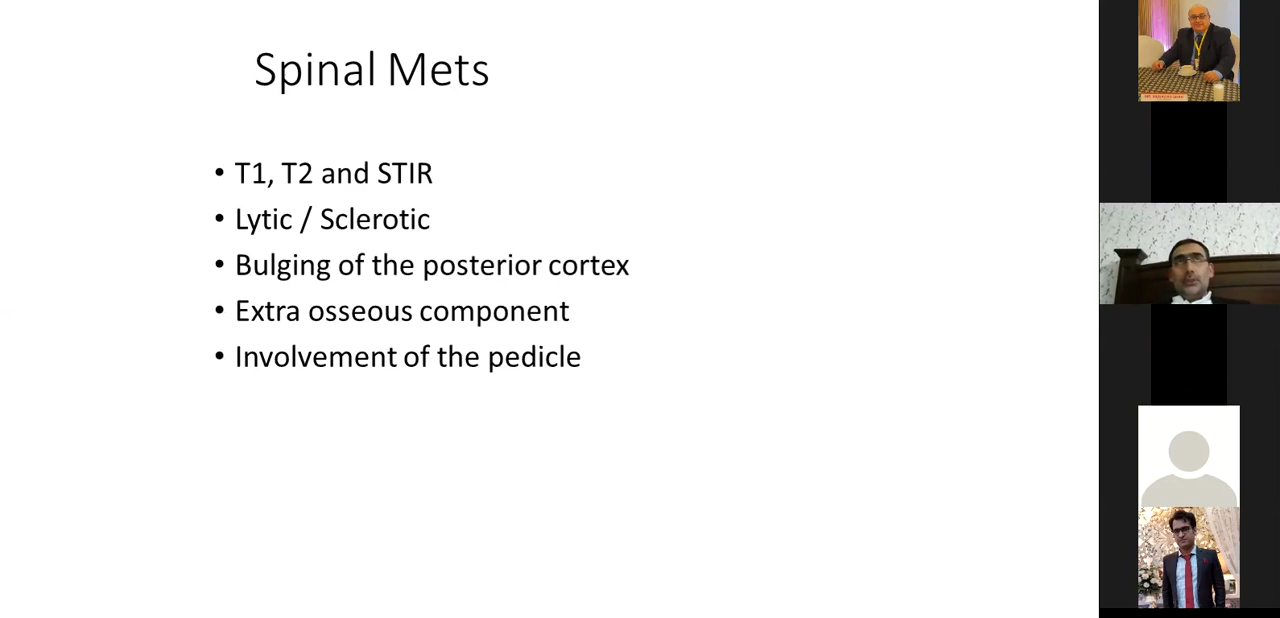 Spinal Mets
• T1, T2 and STIR
• Lytic / Sclerotic
• Bulging of the posterior cortex
• Extra osseous component
• Involvement of the pedicle